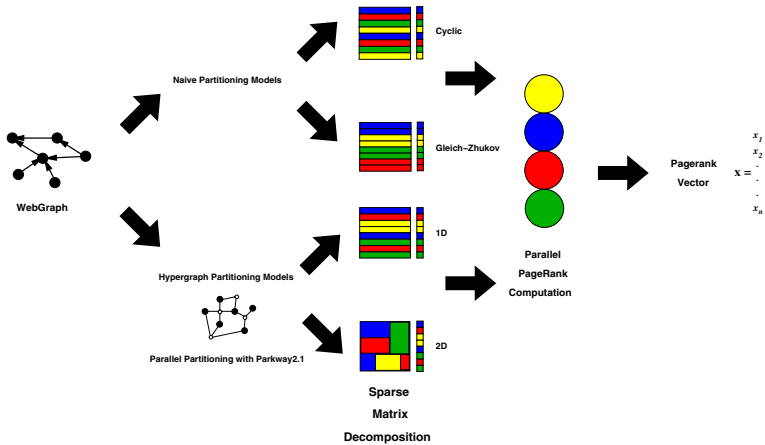 Cyclic
Naive Partitioning Models
Gleich−Zhukov
WebGraph
Pagerank
Vector
x =
x1
x2
.
.
.
xn
1D
Parallel
PageRank
Computation
Hypergraph Partitioning Models
Parallel Partitioning with Parkway2.1
2D
Sparse
Matrix
Decomposition